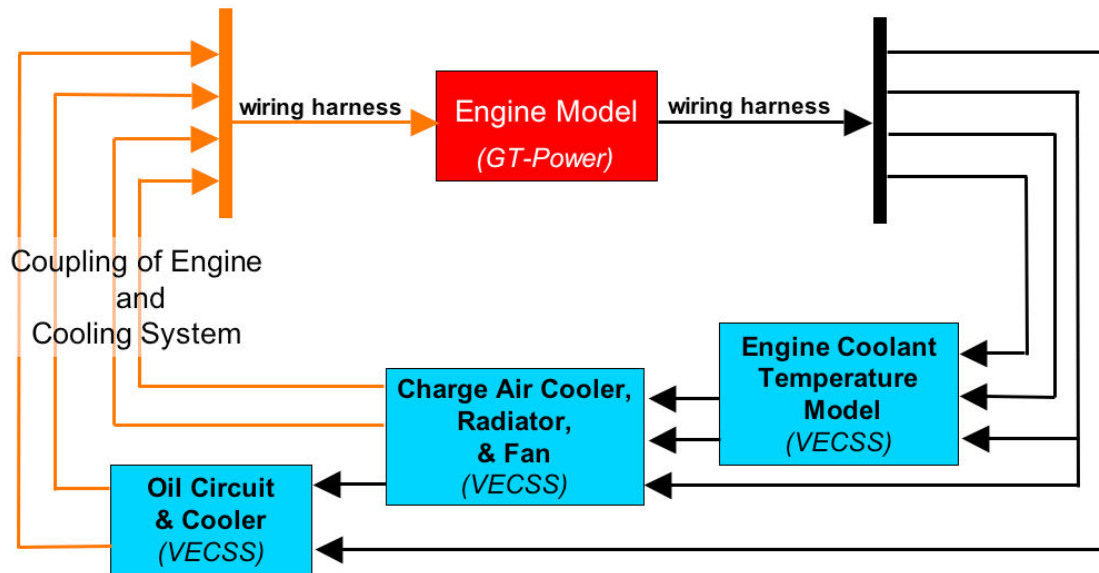 wiring harness
Engine Model
(GT-Power)
wiring harness
Coupling of Engine
and
Cooling System
Engine Coolant
Temperature
Model
(VECSS)
Charge Air Cooler,
Radiator,
& Fan
(VECSS)
Oil Circuit
& Cooler
(VECSS)